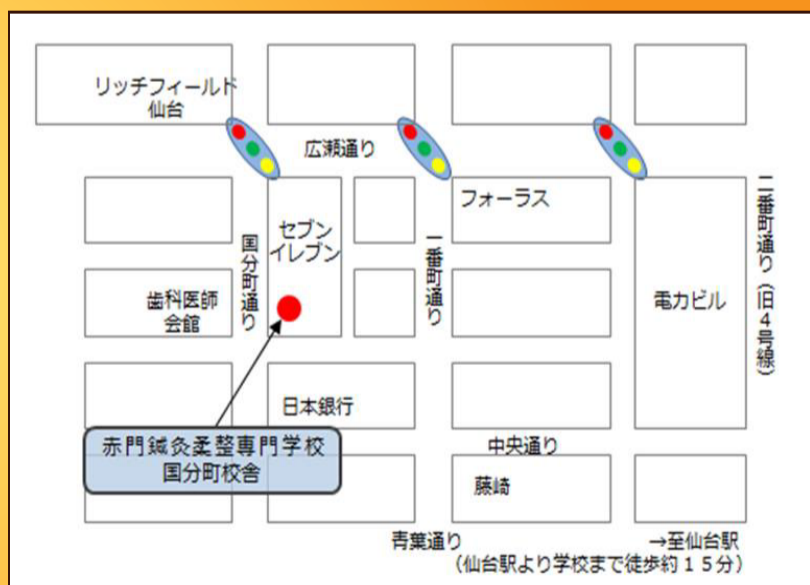 リッチフィールド
仙台
広瀬通り
国分町通り
セブン
イレブン
一番町通り
フォーラス
二番町通り（旧４号線）
歯科医師
会館
電力ビル
日本銀行
赤門鍼灸柔整専門学校
国分町校舎
中央通り
藤崎
青葉通り
→至仙台駅
（仙台駅より学校まで徒歩約１５分）